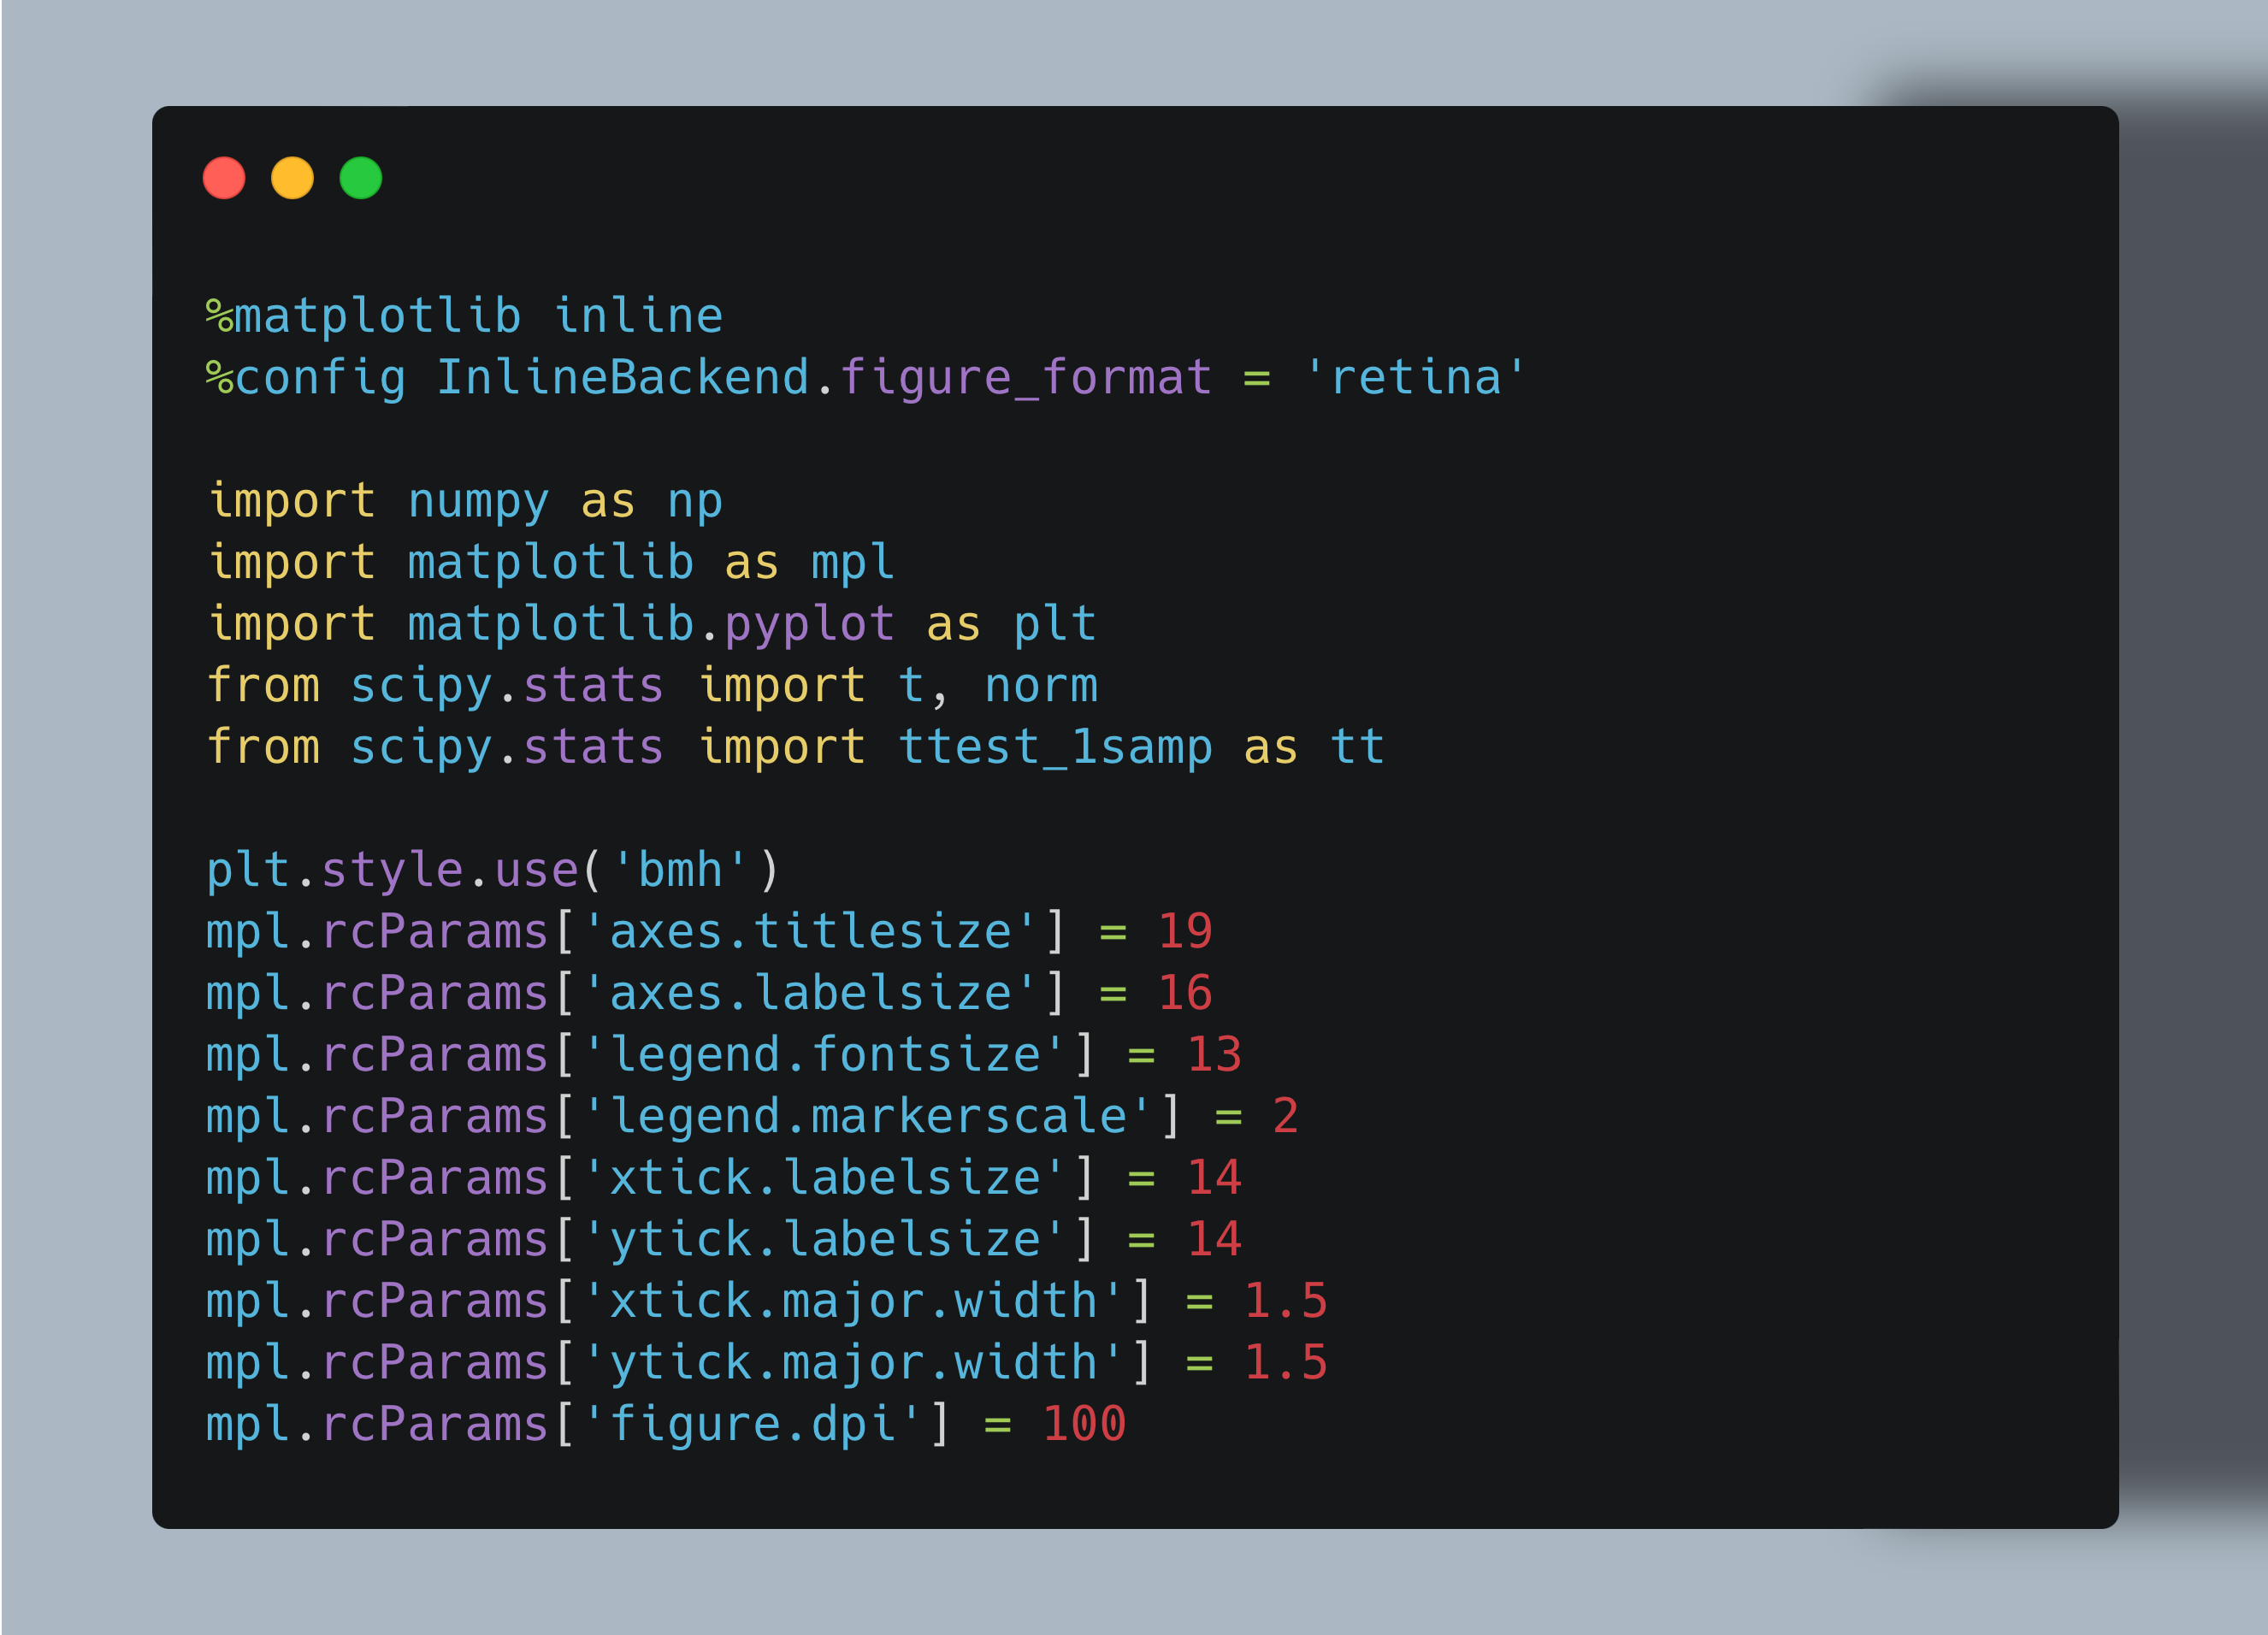 %matplotlib inline
%config InlineBackend.figure_format = 'retina'
import numpy as np
import matplotlib as mpl
import matplotlib.pyplot as plt
from scipy.stats import t, norm
from scipy.stats import ttest_1samp as tt
plt.style.use('bmh')
mpl.rcParams['axes.titlesize'] = 19
mpl.rcParams['axes.labelsize'] = 16
mpl.rcParams['legend.fontsize'] = 13
mpl.rcParams['legend.markerscale'] = 2
mpl.rcParams['xtick.labelsize'] = 14
mpl.rcParams['ytick.labelsize'] = 14
mpl.rcParams['xtick.major.width'] = 1.5
mpl.rcParams['ytick.major.width'] = 1.5
mpl.rcParams['figure.dpi'] = 100